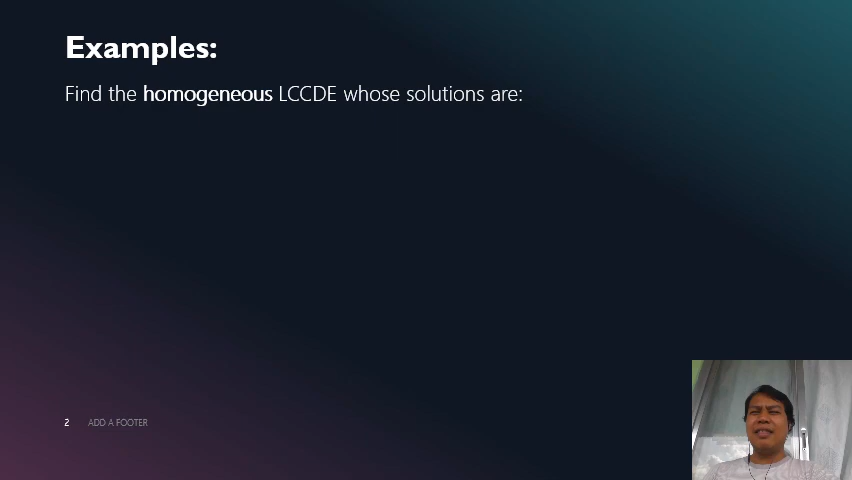 Examples:
Find the homogeneous LCCDE whose solutions are:
2 ADD A FOOTER